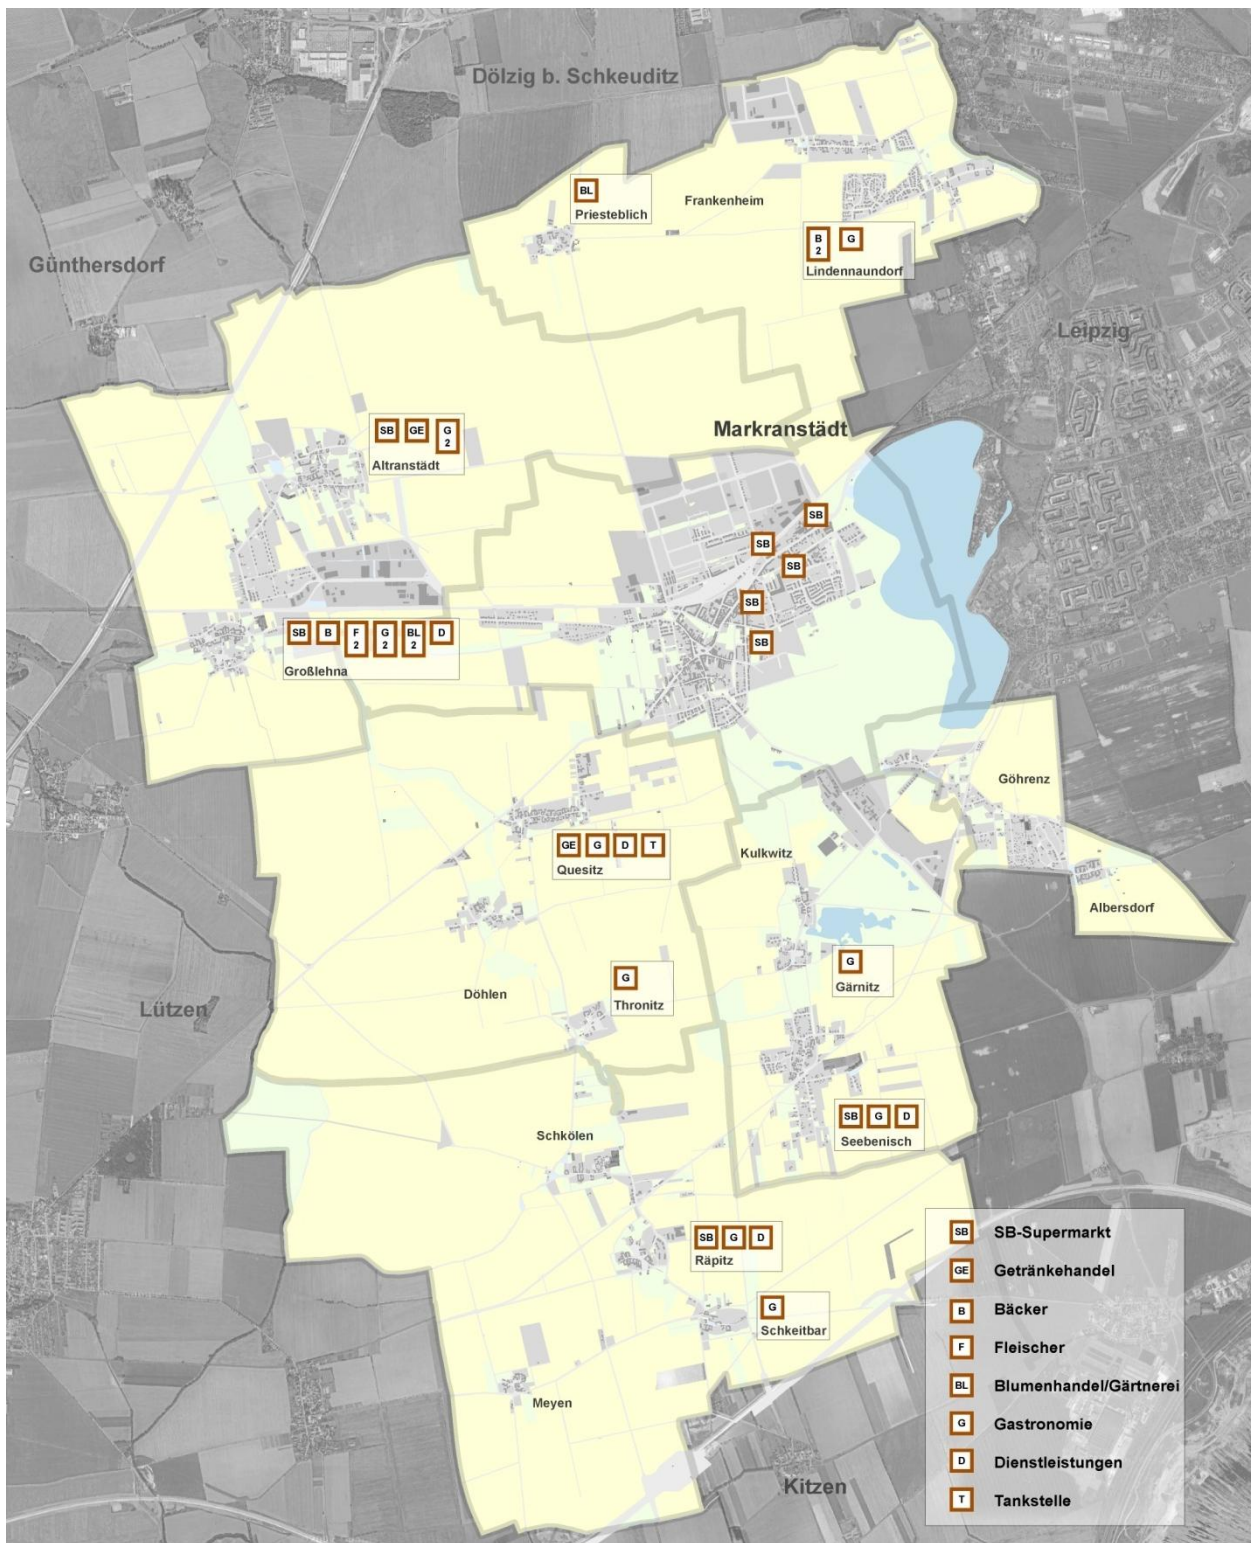 Dölzig b. Schkeuditz
BL
Priesteblich
Frankenheim
B G
2
Lindennaundorf
Günthersdorf
Leipzig
SB GE G
2
Altranstädt
Markranstädt
SB
SB
SB
SB
SB
SB B F G BL D
2 2 2
Großlehna
Göhrenz
GE G D T
Quesitz
Kulkwitz
Albersdorf
G
Gärnitz
G
Thronitz
Döhlen
Lützen
SB G D
Seebenisch
Schkölen
SB G D
Räpitz
G
Schkeitbar
Meyen
Kitzen
SB SB-Supermarkt
GE Getränkehandel
B Bäcker
F Fleischer
BL Blumenhandel/Gärtnerei
G Gastronomie
D Dienstleistungen
T Tankstelle